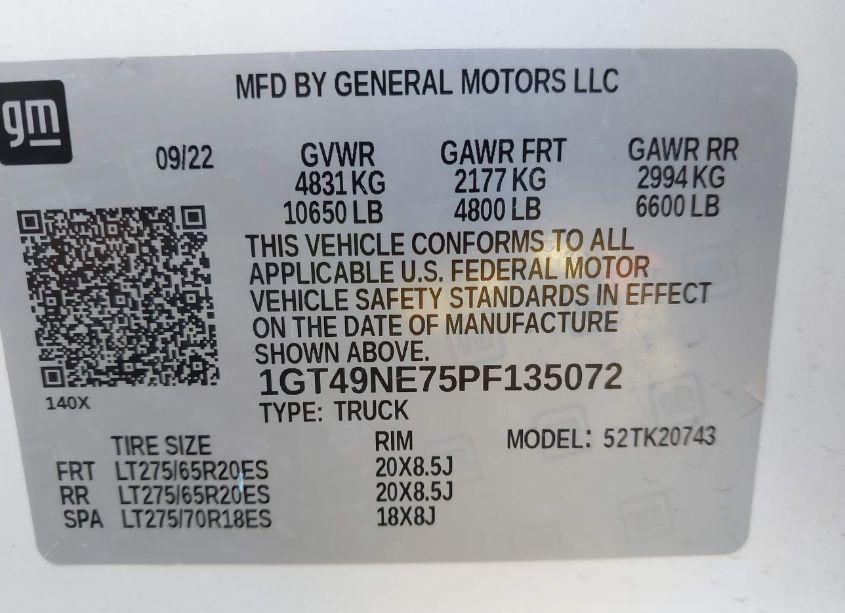 gm
MFD BY GENERAL MOTORS LLC
09/22 GVWR GAWR FRT GAWR RR
4831 KG 2177 KG 2994 KG
10650 LB 4800 LB 6600 LB
THIS VEHICLE CONFORMS TO ALL
APPLICABLE U.S. FEDERAL MOTOR
VEHICLE SAFETY STANDARDS IN EFFECT
ON THE DATE OF MANUFACTURE
SHOWN ABOVE.
1GT49NE75PF135072
140X
TYPE: TRUCK
TIRE SIZE RIM MODEL: 52TK20743
FRT LT275/65R20ES 20X8.5J
RR LT275/65R20ES 20X8.5J
SPA LT275/70R18ES 18X8J